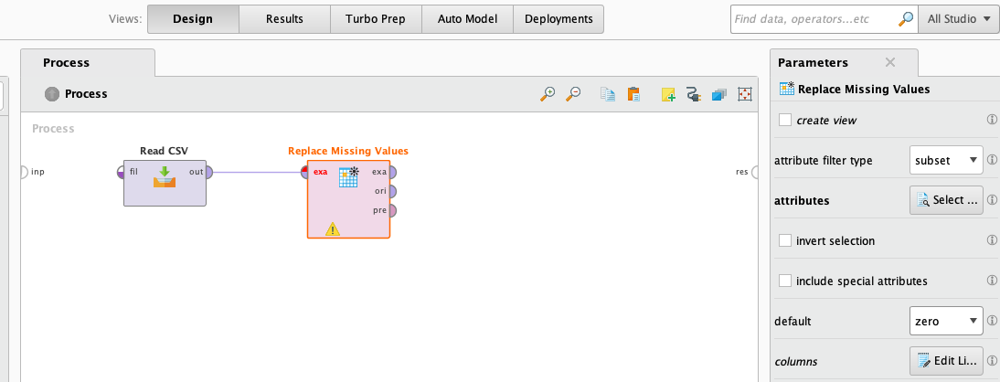 Views: Design Results Turbo Prep Auto Model Deployments Find data, operators...etc All Studio
Process
Process
Process
Read CSV
fil out
Replace Missing Values
exa exa
ori
pre
inp
res
Parameters
Replace Missing Values
create view
attribute filter type subset
attributes Select ...
invert selection
include special attributes
default zero
columns Edit Li...